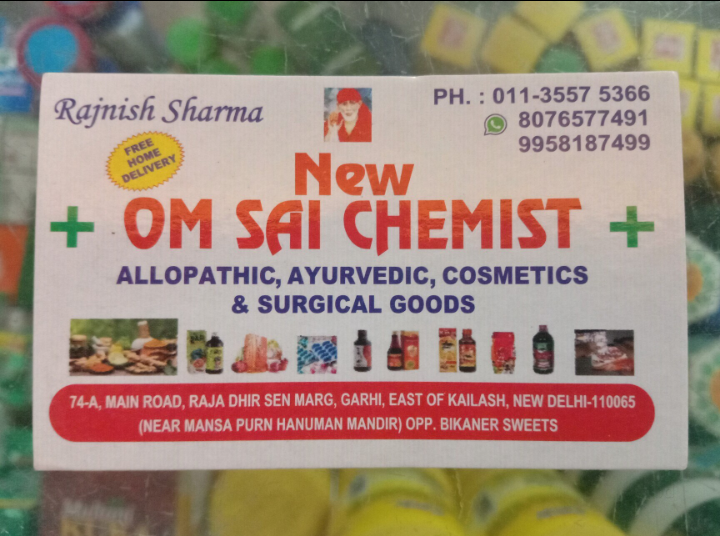 Rajnish Sharma
FREE
HOME
DELIVERY
PH. : 011-3557 5366
8076577491
9958187499
New
OM SAI CHEMIST
ALLOPATHIC, AYURVEDIC, COSMETICS
& SURGICAL GOODS
74-A, MAIN ROAD, RAJA DHIR SEN MARG, GARHI, EAST OF KAILASH, NEW DELHI-110065
(NEAR MANSA PURN HANUMAN MANDIR) OPP. BIKANER SWEETS